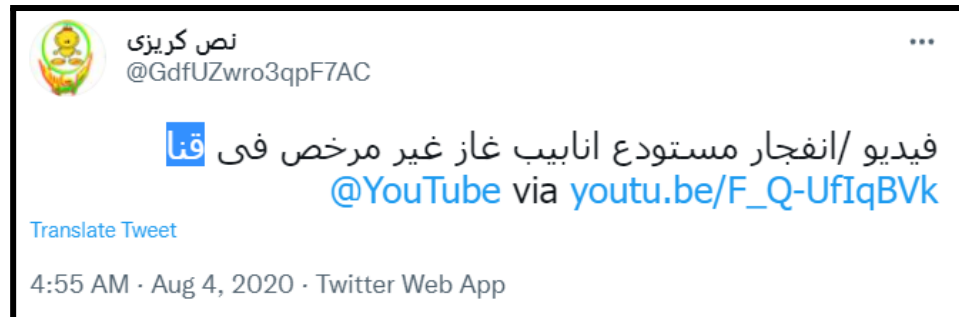 نص كريزى
@GdfUZwro3qpF7AC
فيديو /انفجار مستودع انابيب غاز غير مرخص فى قنا
youtu.be/F_Q-UfIqBVk via @YouTube
Translate Tweet
4:55 AM · Aug 4, 2020 · Twitter Web App